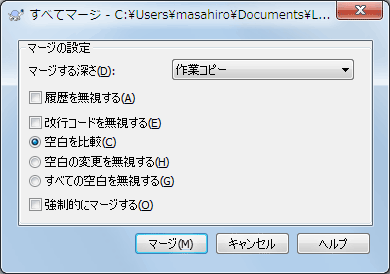 すべてマージ - C:¥Users¥masahiro¥Documents¥L...
マージの設定
マージする深さ(D): 作業コピー
履歴を無視する(A)
改行コードを無視する(E)
空白を比較(C)
空白の変更を無視する(H)
すべての空白を無視する(G)
強制的にマージする(O)
マージ(M) キャンセル ヘルプ